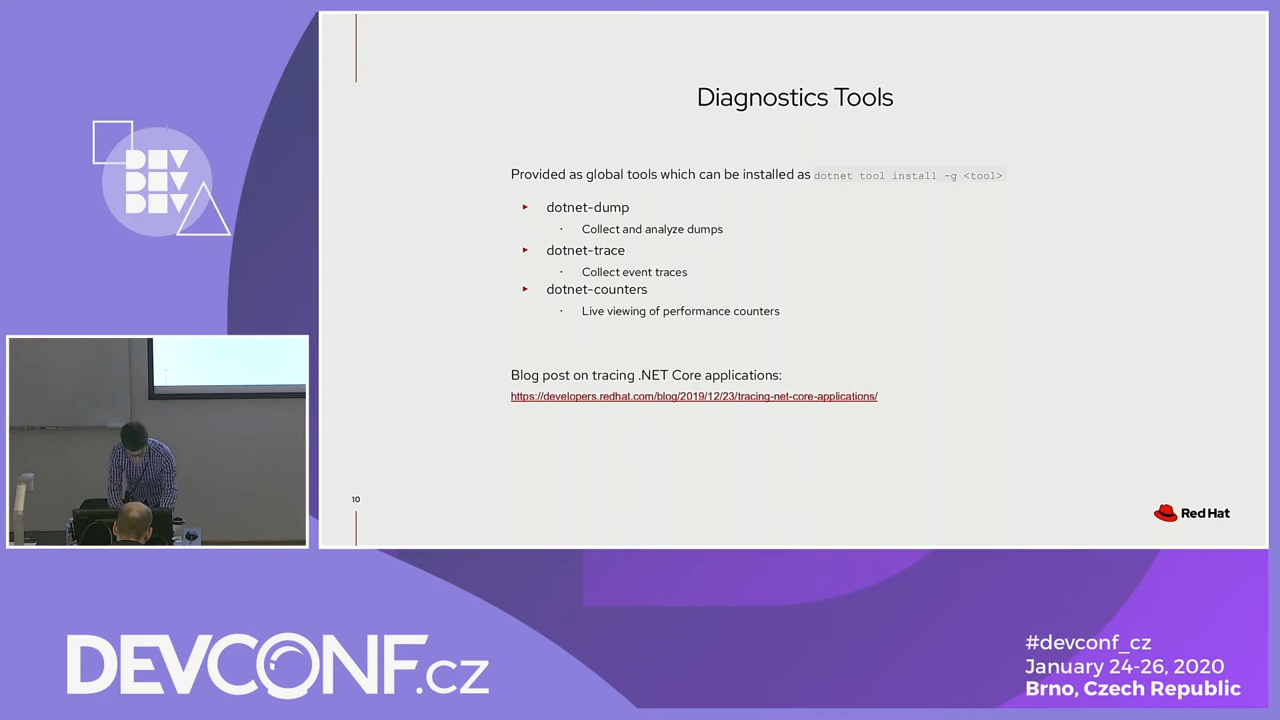 DEV
DEV
DEV
Diagnostics Tools
Provided as global tools which can be installed as dotnet tool install -g <tool>
▸ dotnet-dump
· Collect and analyze dumps
▸ dotnet-trace
· Collect event traces
▸ dotnet-counters
· Live viewing of performance counters
Blog post on tracing .NET Core applications:
https://developers.redhat.com/blog/2019/12/23/tracing-net-core-applications/
10
Red Hat
DEVCONF.cz
#devconf_cz
January 24-26, 2020
Brno, Czech Republic